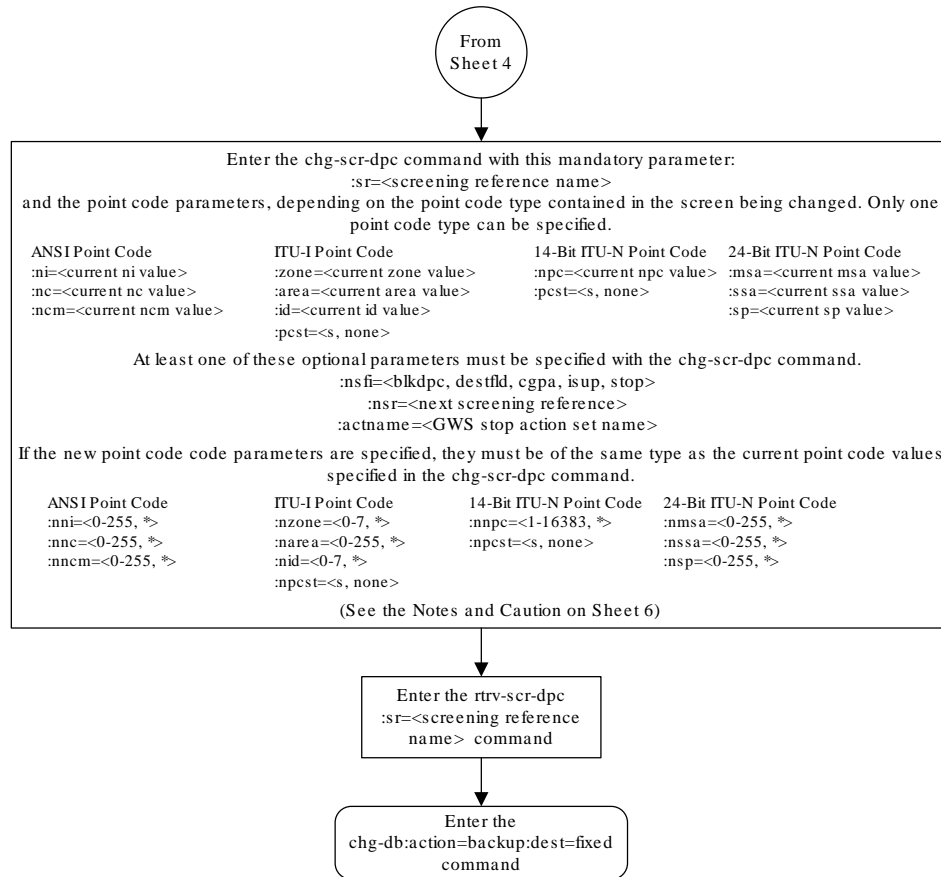 From
Sheet 4
Enter the chg-scr-dpc command with this mandatory parameter:
:sr=<screening reference name>
and the point code parameters, depending on the point code type contained in the screen being changed. Only one
point code type can be specified.
ANSI Point Code
:ni=<current ni value>
:nc=<current nc value>
:ncm=<current ncm value>
ITU-I Point Code
:zone=<current zone value>
:area=<current area value>
:id=<current id value>
:pcst=<s, none>
14-Bit ITU-N Point Code
:npc=<current npc value>
:pcst=<s, none>
24-Bit ITU-N Point Code
:msa=<current msa value>
:ssa=<current ssa value>
:sp=<current sp value>
At least one of these optional parameters must be specified with the chg-scr-dpc command.
:nsfi=<blkdpc, destfld, cgpa, isup, stop>
:nsr=<next screening reference>
:actname=<GWS stop action set name>
If the new point code code parameters are specified, they must be of the same type as the current point code values
specified in the chg-scr-dpc command.
ANSI Point Code
:nni=<0-255, *>
:nnc=<0-255, *>
:nncm=<0-255, *>
ITU-I Point Code
:nzone=<0-7, *>
:narea=<0-255, *>
:nid=<0-7, *>
:npcst=<s, none>
14-Bit ITU-N Point Code
:nnpc=<1-16383, *>
:npcst=<s, none>
24-Bit ITU-N Point Code
:nmsa=<0-255, *>
:nssa=<0-255, *>
:nsp=<0-255, *>
(See the Notes and Caution on Sheet 6)
Enter the rtrv-scr-dpc
:sr=<screening reference
name> command
Enter the
chg-db:action=backup:dest=fixed
command